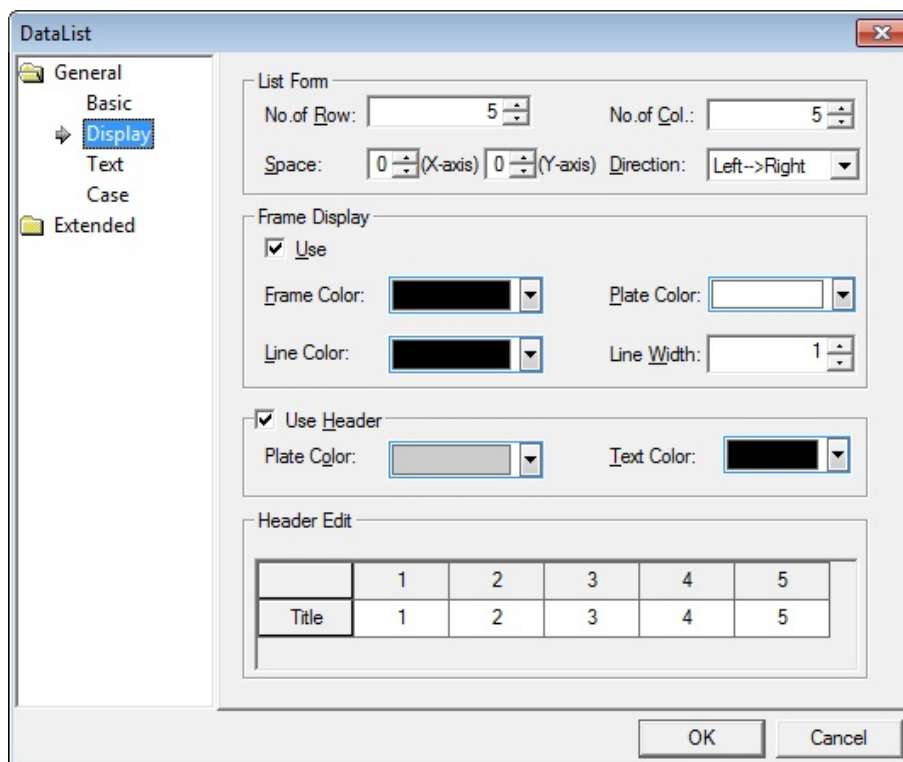 DataList
General
Basic
Display
Text
Case
Extended
List Form
No.of Row: 5 No.of Col.: 5
Space: 0 (X-axis) 0 (Y-axis) Direction: Left-->Right
Frame Display
Use
Frame Color: Plate Color:
Line Color: Line Width: 1
Use Header
Plate Color: Text Color:
Header Edit
1 2 3 4 5
Title 1 2 3 4 5
OK Cancel